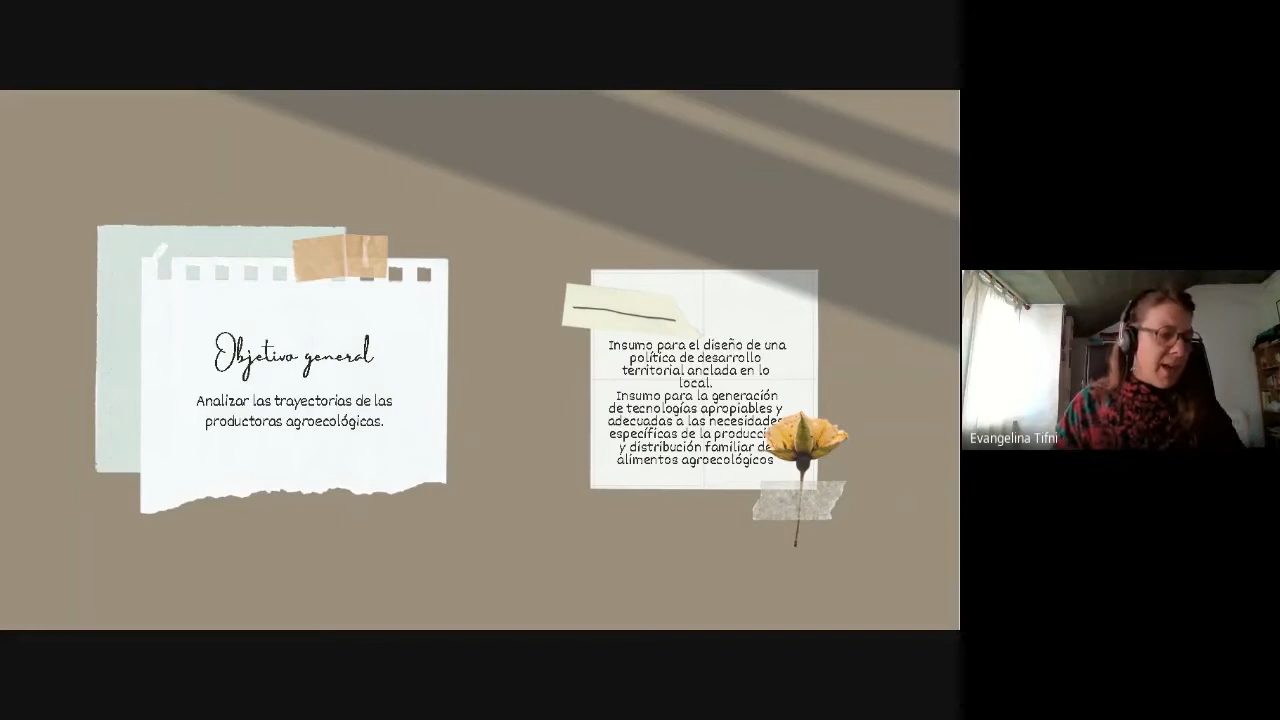 Objetivo general
Analizar las trayectorias de las
productoras agroecológicas.
Insumo para el diseño de una
política de desarrollo
territorial anclada en lo
local.
Insumo para la generación
de tecnologías apropiables y
adecuadas a las necesidades
específicas de la producción
y distribución familiar de
alimentos agroecológicos
Evangelina Tifni